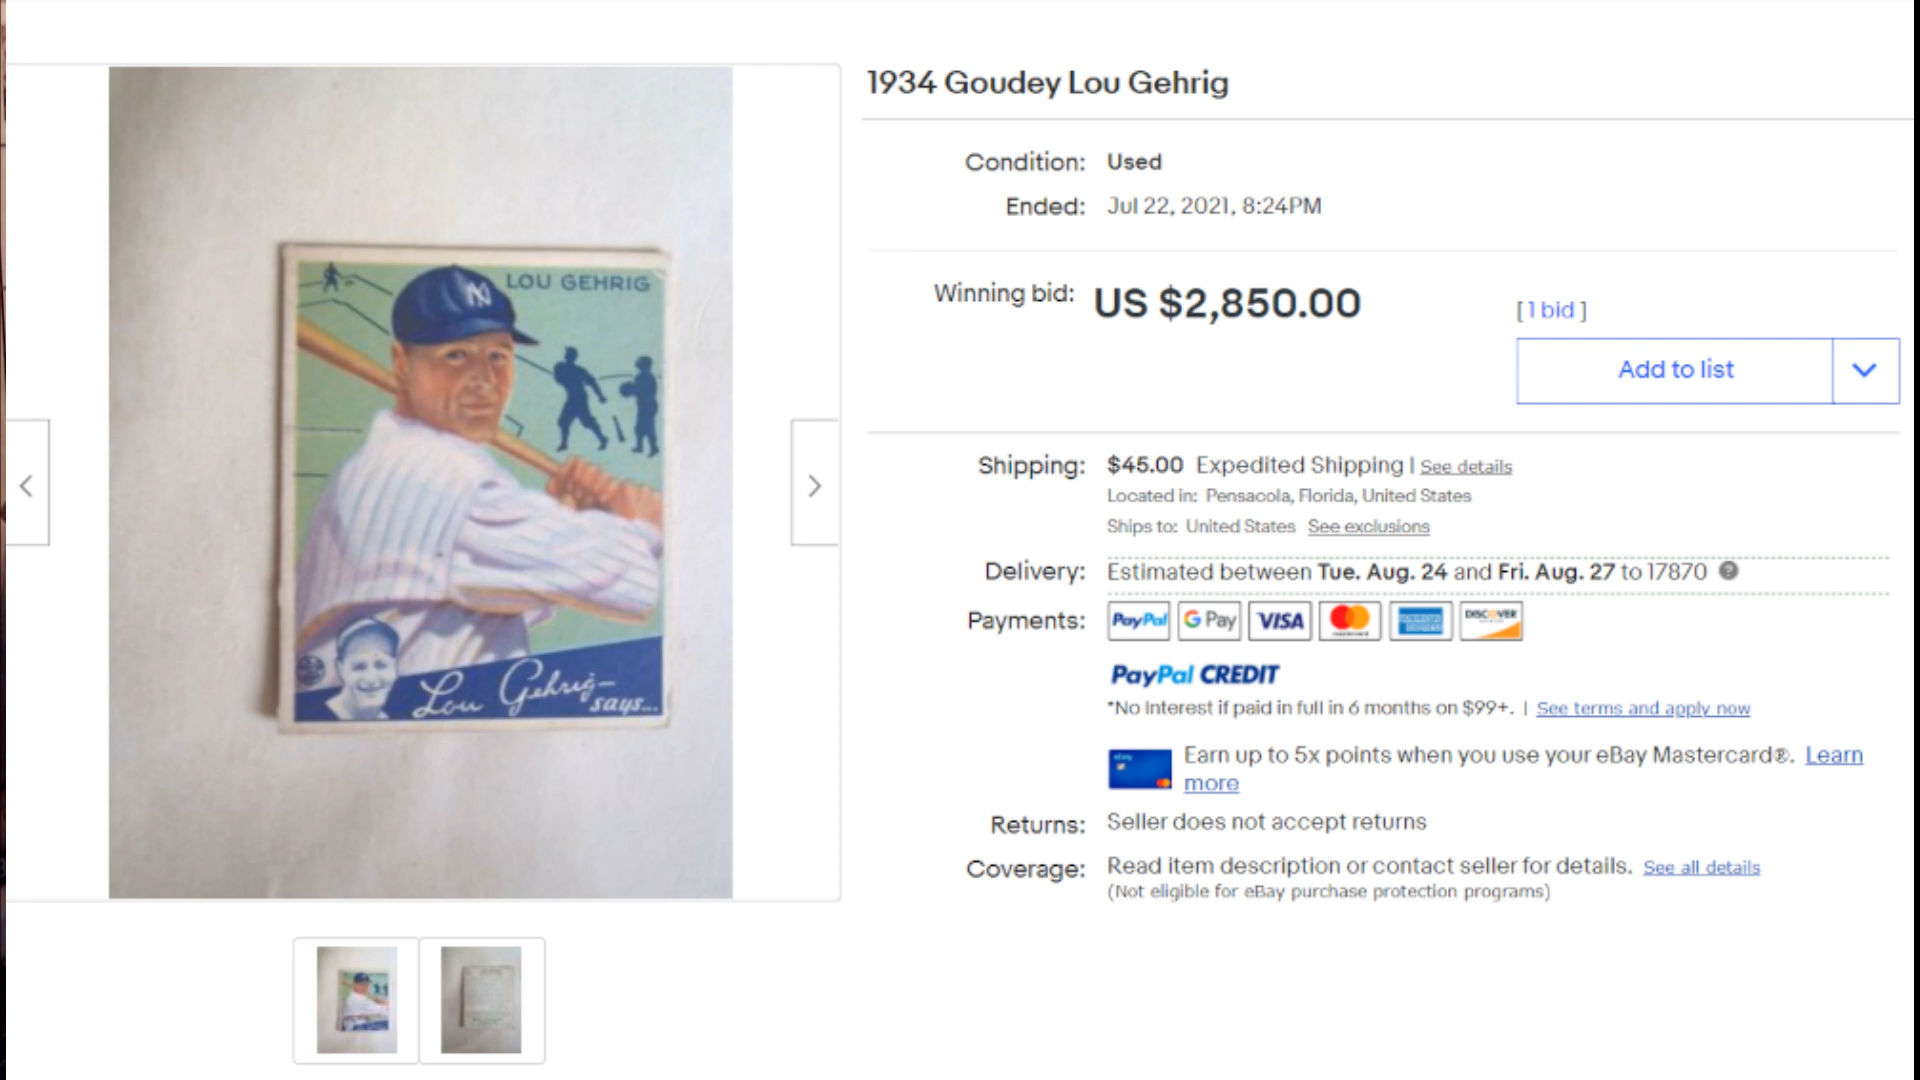 1934 Goudey Lou Gehrig
LOU GEHRIG
NY
Lou Gehrig—
says...
Condition: Used
Ended: Jul 22, 2021, 8:24PM
Winning bid: US $2,850.00
[ 1 bid ]
Add to list
Shipping: $45.00 Expedited Shipping | See details
Located in: Pensacola, Florida, United States
Ships to: United States See exclusions
Delivery: Estimated between Tue. Aug. 24 and Fri. Aug. 27 to 17870 ?
Payments: PayPal G Pay VISA mastercard AMERICAN EXPRESS DISCOVER
PayPal CREDIT
*No Interest if paid in full in 6 months on $99+. | See terms and apply now
ebay
Earn up to 5x points when you use your eBay Mastercard®. Learn
more
Returns: Seller does not accept returns
Coverage: Read item description or contact seller for details. See all details
(Not eligible for eBay purchase protection programs)